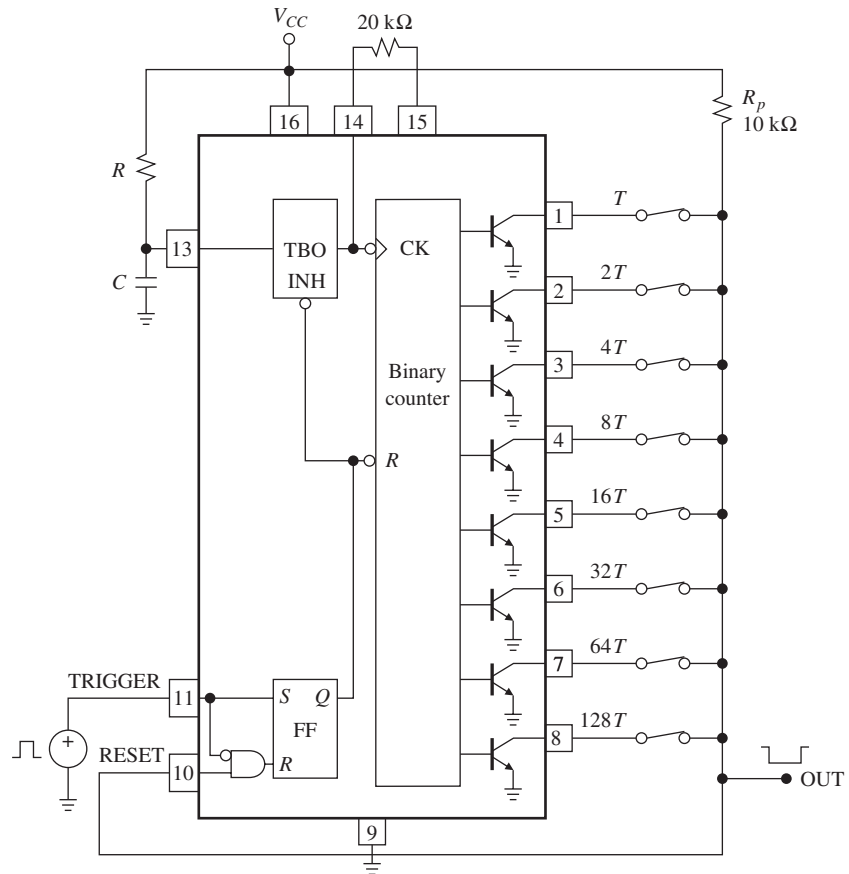 V_CC
20 kΩ
16
14
15
R_p
10 kΩ
R
13
C
TBO
INH
CK
Binary
counter
R
1
T
2
2T
3
4T
4
8T
5
16T
6
32T
7
64T
8
128T
TRIGGER
11
S
Q
FF
R
+
RESET
10
OUT
9